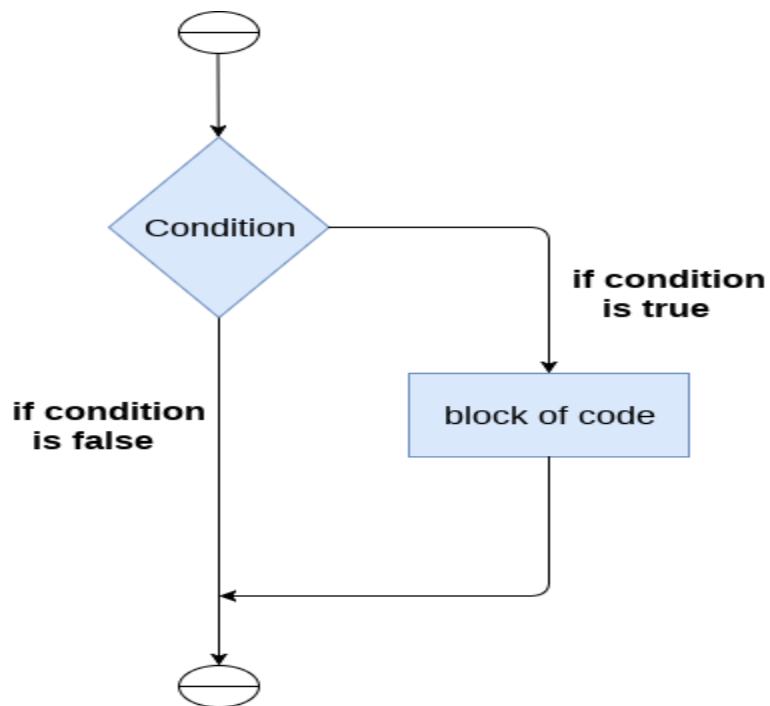 Condition
if condition
is true
if condition
is false
block of code